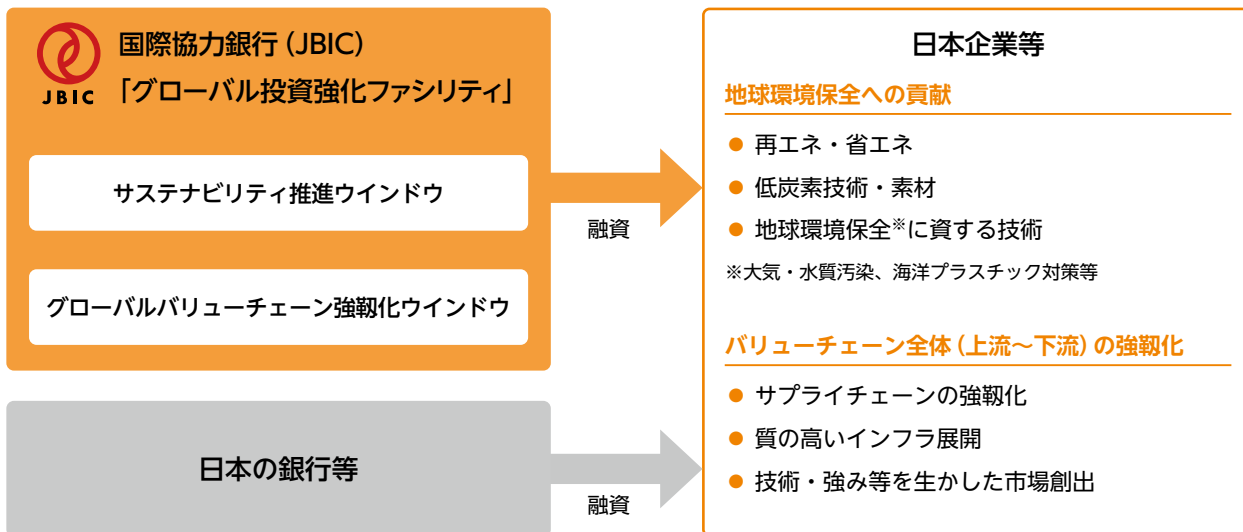 国際協力銀行(JBIC)
JBIC
「グローバル投資強化ファシリティ」
サステナビリティ推進ウインドウ
グローバルバリューチェーン強靱化ウインドウ
融資
日本の銀行等
融資
日本企業等
地球環境保全への貢献
● 再エネ・省エネ
● 低炭素技術・素材
● 地球環境保全※に資する技術
※大気・水質汚染、海洋プラスチック対策等
バリューチェーン全体(上流〜下流)の強靱化
● サプライチェーンの強靱化
● 質の高いインフラ展開
● 技術・強み等を生かした市場創出